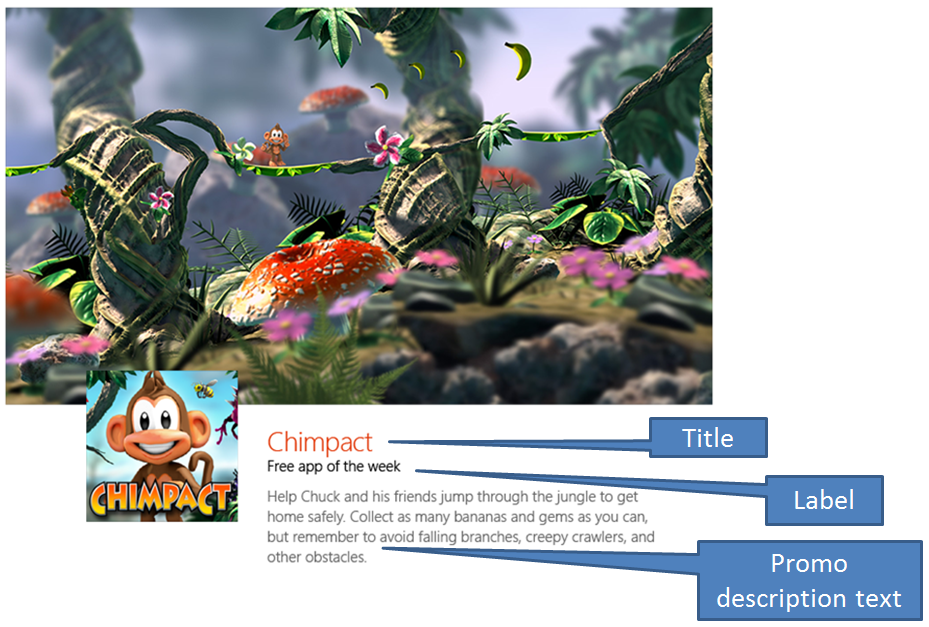 CHIMPACT
Chimpact
Title
Free app of the week
Label
Help Chuck and his friends jump through the jungle to get
home safely. Collect as many bananas and gems as you can,
but remember to avoid falling branches, creepy crawlers, and
other obstacles.
Promo
description text